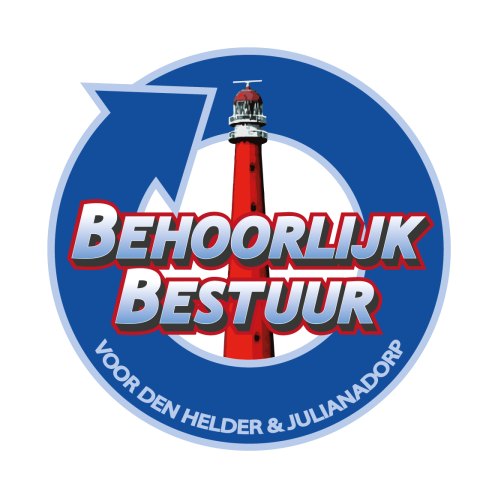 BEHOORLIJK
BESTUUR
VOOR DEN HELDER & JULIANADORP